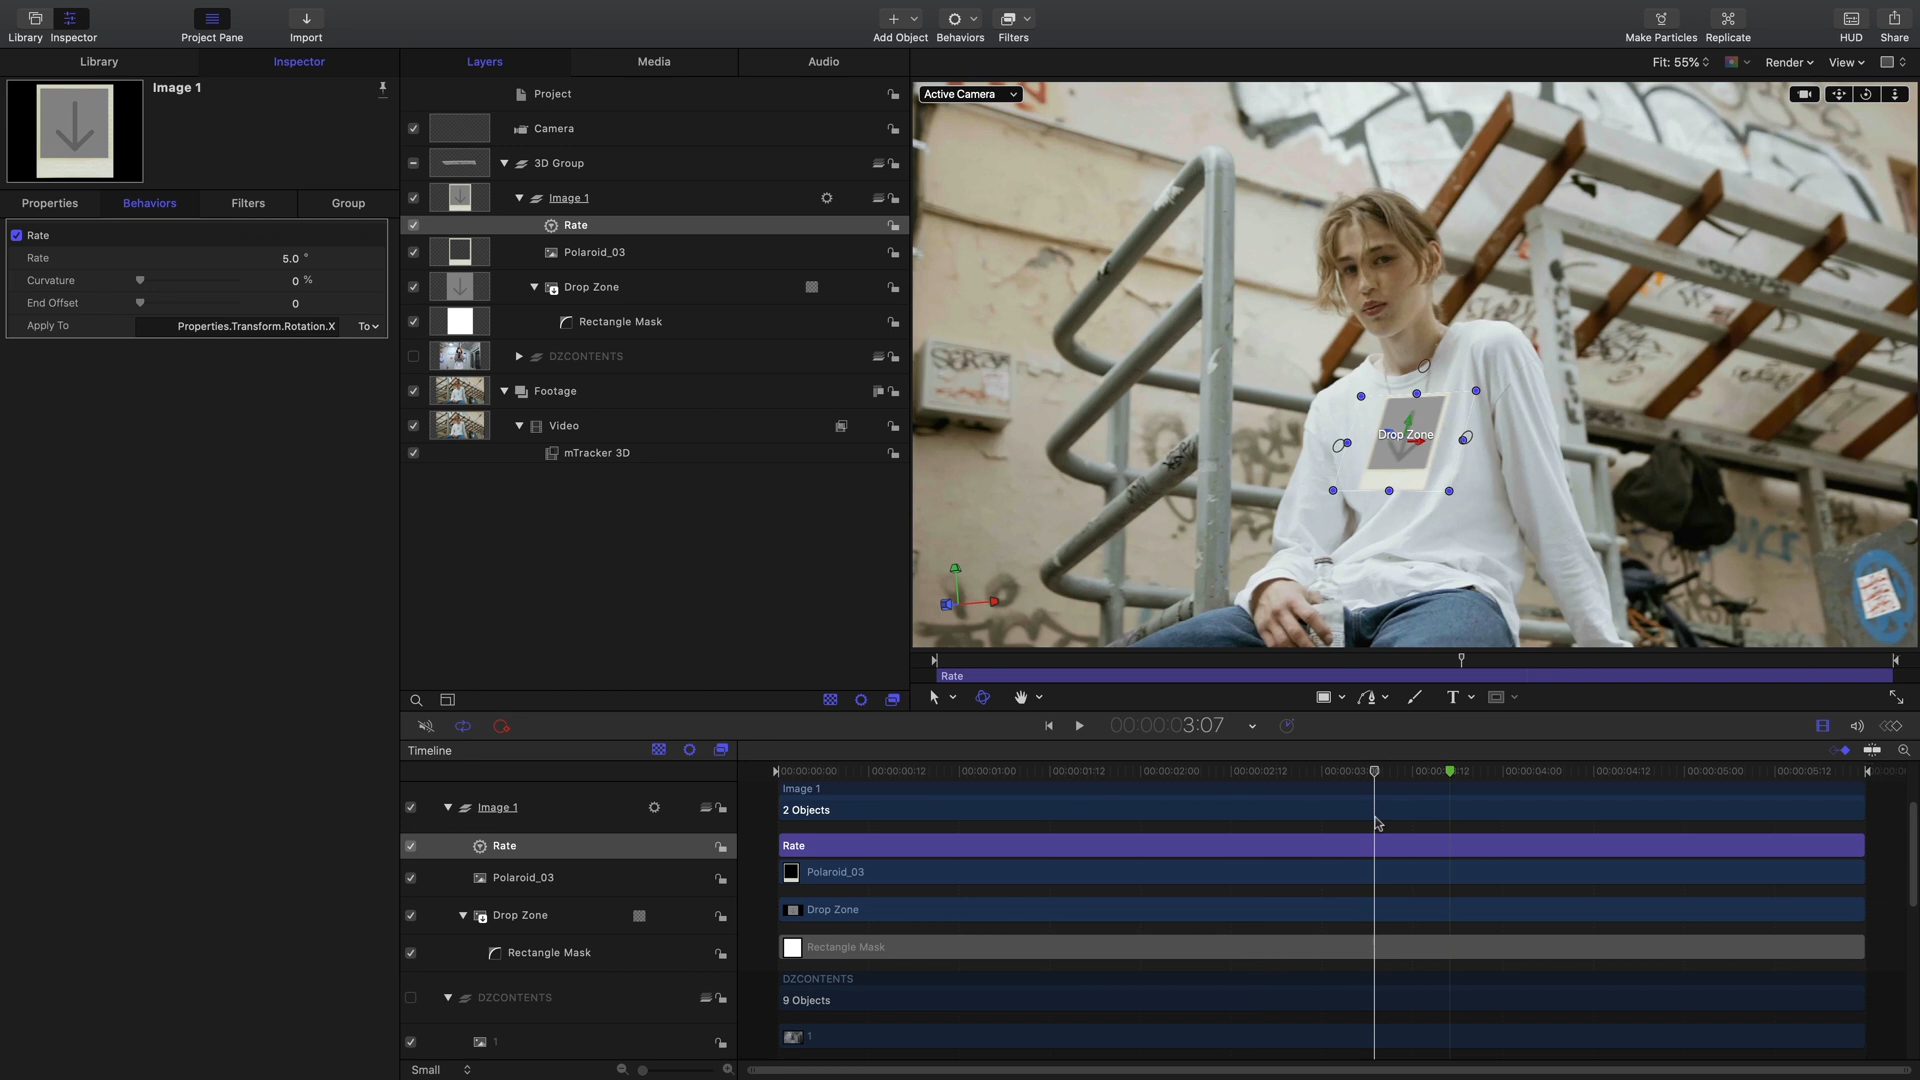 Library Inspector Project Pane Import Add Object Behaviors Filters Make Particles Replicate HUD Share
Library Inspector Layers Media Audio Fit: 55% Render View
Image 1
Properties Behaviors Filters Group
Rate
Rate 5.0 °
Curvature 0 %
End Offset 0
Apply To Properties.Transform.Rotation.X To
Project
Camera
3D Group
Image 1
Rate
Polaroid_03
Drop Zone
Rectangle Mask
DZCONTENTS
Footage
Video
mTracker 3D
Active Camera
Drop Zone
Rate
00:00:00:03:07
Timeline
00:00:00:00 00:00:00:12 00:00:01:00 00:00:01:12 00:00:02:00 00:00:02:12 00:00:03 00:00 12 00:00:04:00 00:00:04:12 00:00:05:00 00:00:05:12
Image 1
Image 1 2 Objects
Rate Rate
Polaroid_03 Polaroid_03
Drop Zone Drop Zone
Rectangle Mask Rectangle Mask
DZCONTENTS
DZCONTENTS 9 Objects
1 1
Small